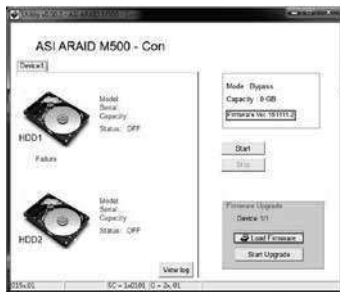 ASI ARAID M500 - Con
Device1
Model:
Serial:
Capacity:
Status: OFF
HDD1
Failure
Model:
Serial:
Capacity:
Status: OFF
HDD2
View log
Mode : Bypass
Capacity : 0 GB
Start
Stop
Firmware Upgrade
Device 1/1
Load Firmware
Start Upgrade